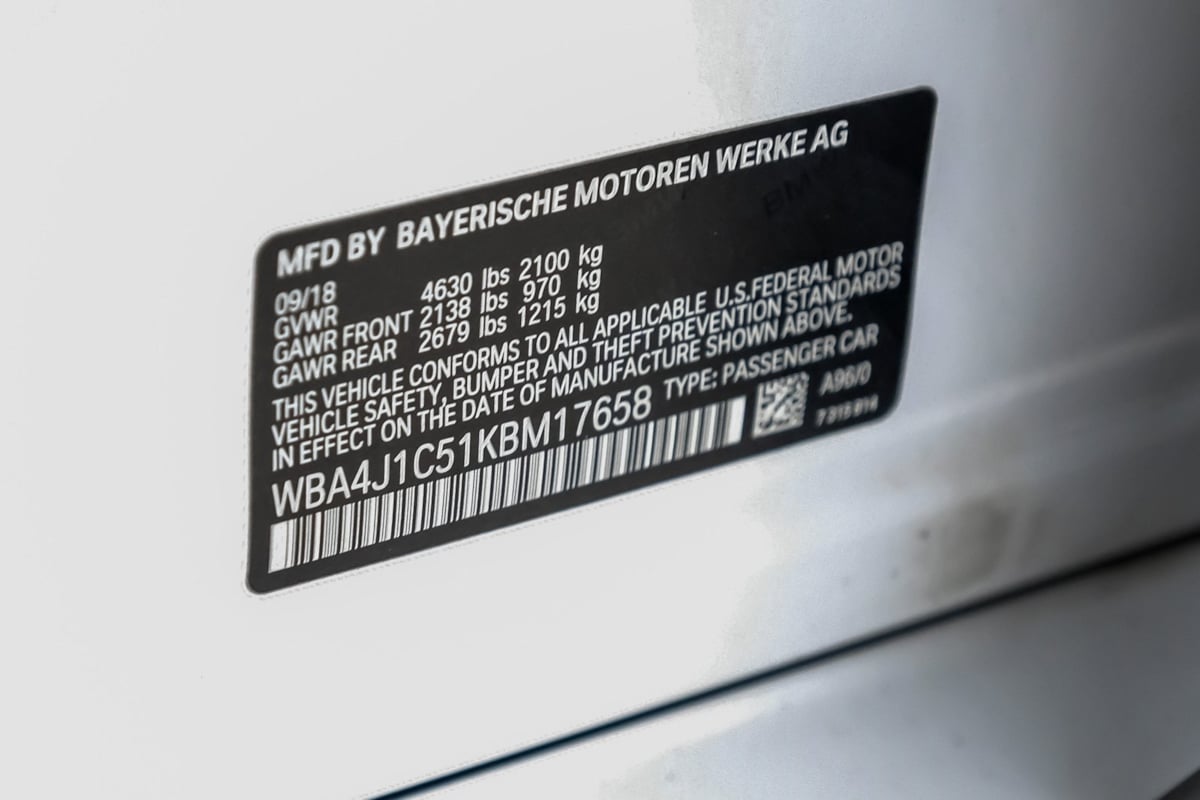 MFD BY BAYERISCHE MOTOREN WERKE AG
09/18
GVWR 4630 lbs 2100 kg
GAWR FRONT 2138 lbs 970 kg
GAWR REAR 2679 lbs 1215 kg
THIS VEHICLE CONFORMS TO ALL APPLICABLE U.S.FEDERAL MOTOR
VEHICLE SAFETY, BUMPER AND THEFT PREVENTION STANDARDS
IN EFFECT ON THE DATE OF MANUFACTURE SHOWN ABOVE.
WBA4J1C51KBM17658 TYPE: PASSENGER CAR
A96/0